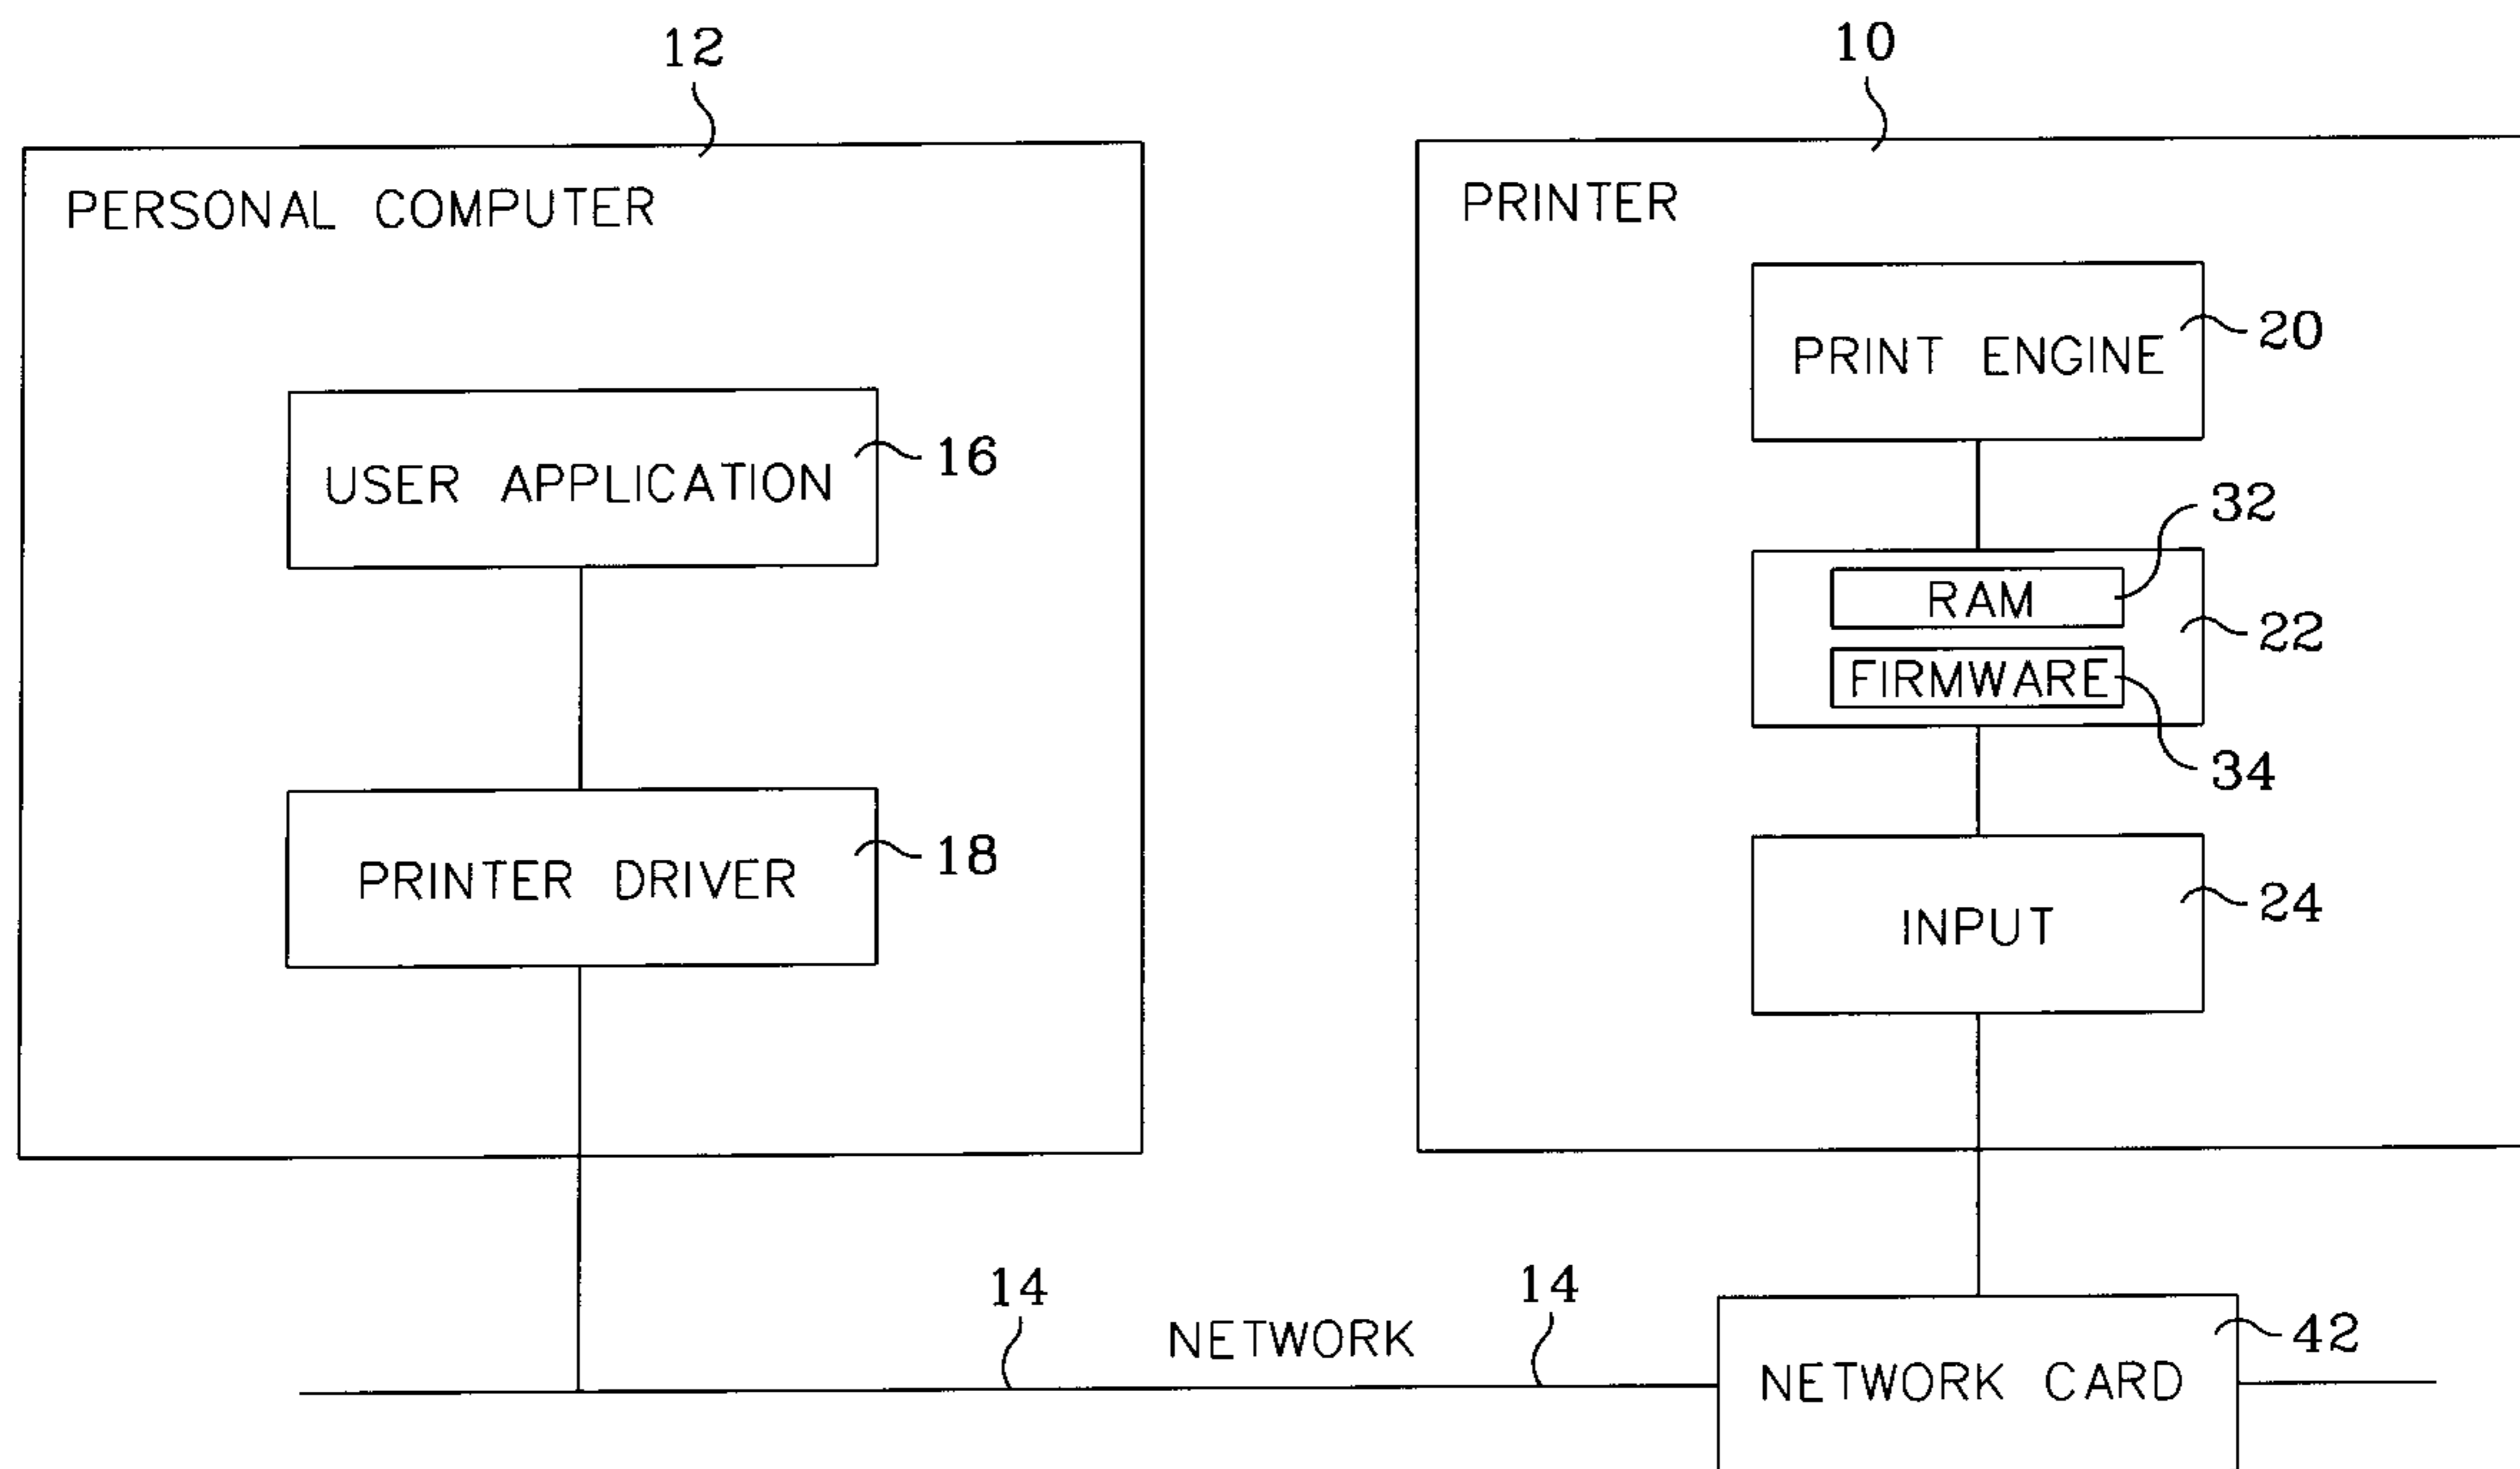 12
10
PERSONAL COMPUTER
PRINTER
PRINT ENGINE
20
USER APPLICATION
16
32
RAM
22
FIRMWARE
34
PRINTER DRIVER
18
INPUT
24
14
NETWORK
14
NETWORK CARD
42